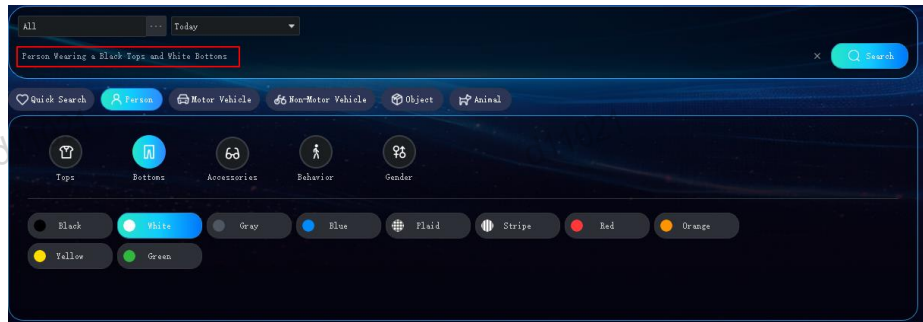 All ... Today
Person Wearing a Black Tops and White Bottoms × Search
Quick Search Person Motor Vehicle Non-Motor Vehicle Object Animal
Tops Bottoms Accessories Behavior Gender
Black White Gray Blue Plaid Stripe Red Orange
Yellow Green